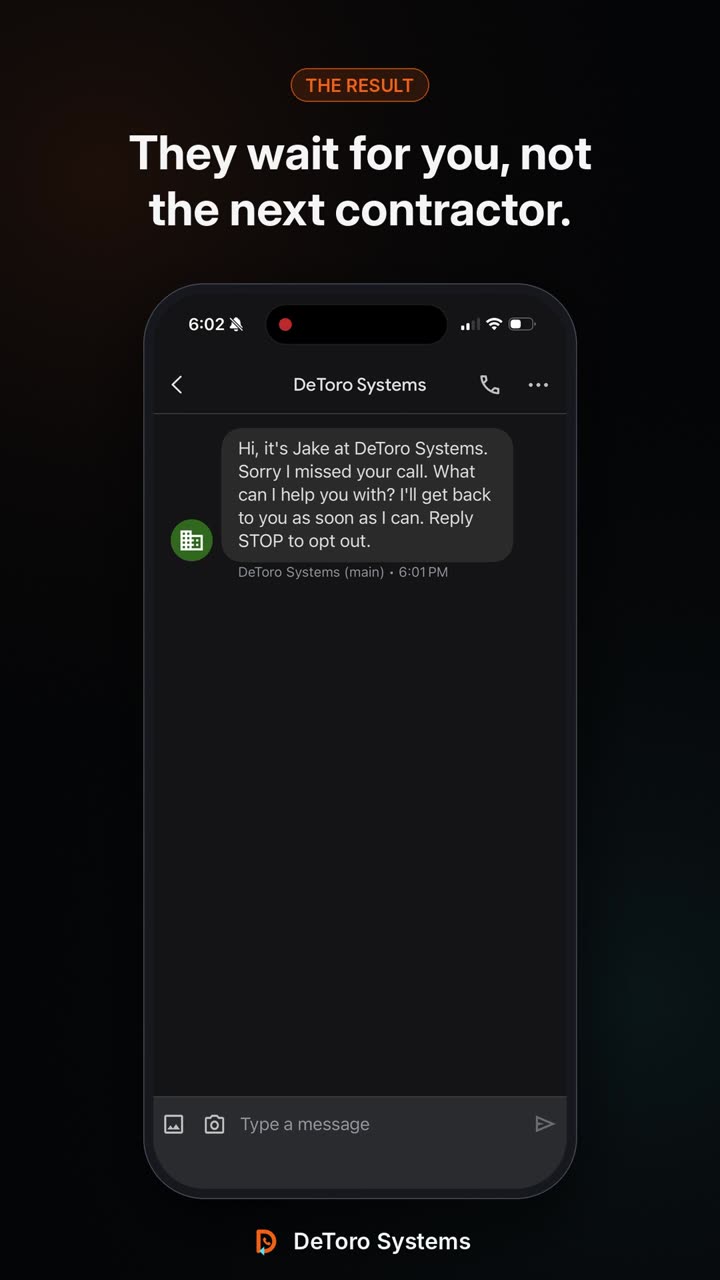 THE RESULT
They wait for you, not
the next contractor.
6:02
DeToro Systems
Hi, it's Jake at DeToro Systems.
Sorry I missed your call. What
can I help you with? I'll get back
to you as soon as I can. Reply
STOP to opt out.
DeToro Systems (main) • 6:01 PM
Type a message
DeToro Systems